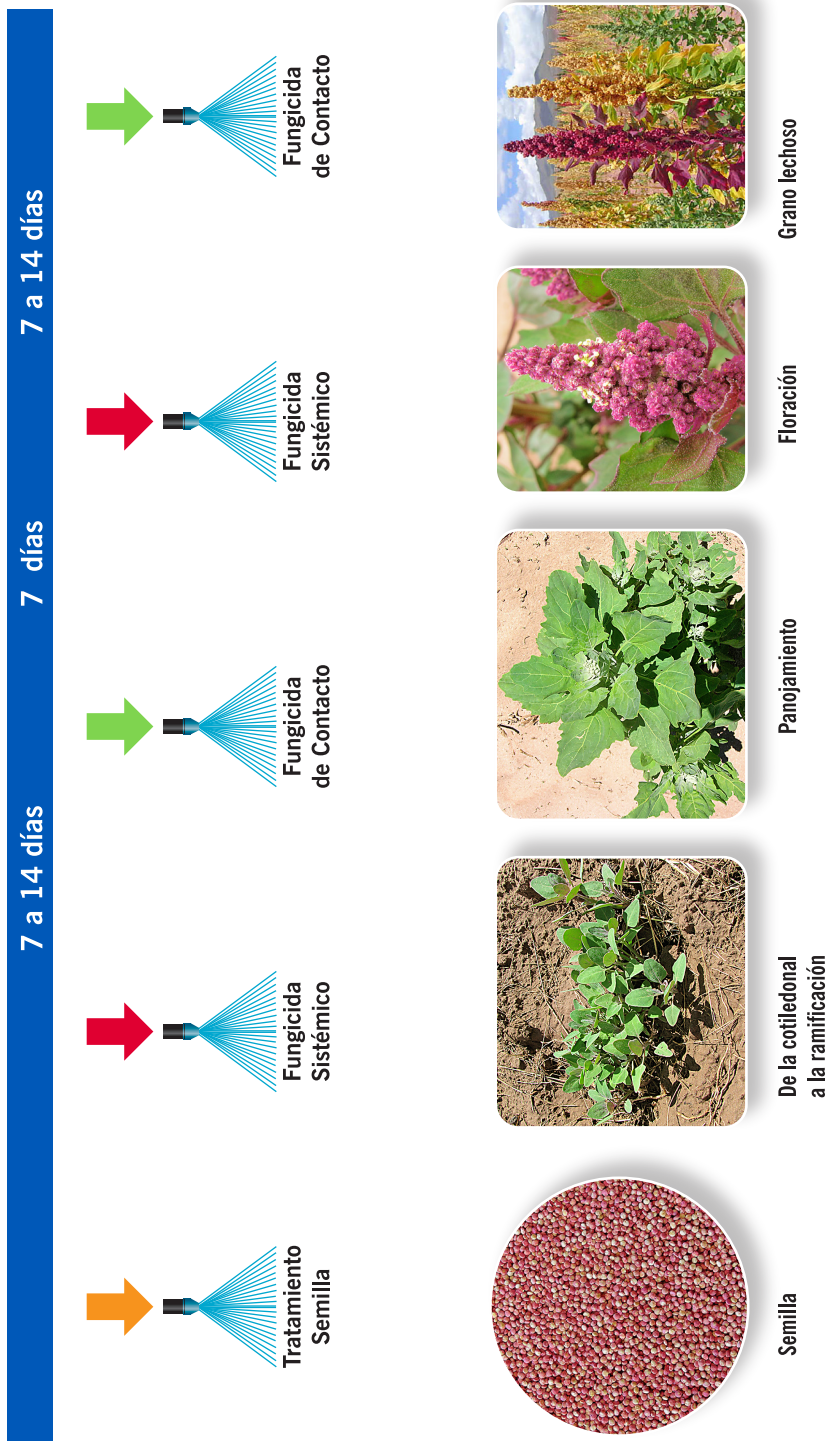 7 a 14 días
7 días
7 a 14 días
Tratamiento
Semilla
Fungicida
Sistémico
Fungicida
de Contacto
Fungicida
Sistémico
Fungicida
de Contacto
Semilla
De la cotiledonal
a la ramificación
Panojamiento
Floración
Grano lechoso